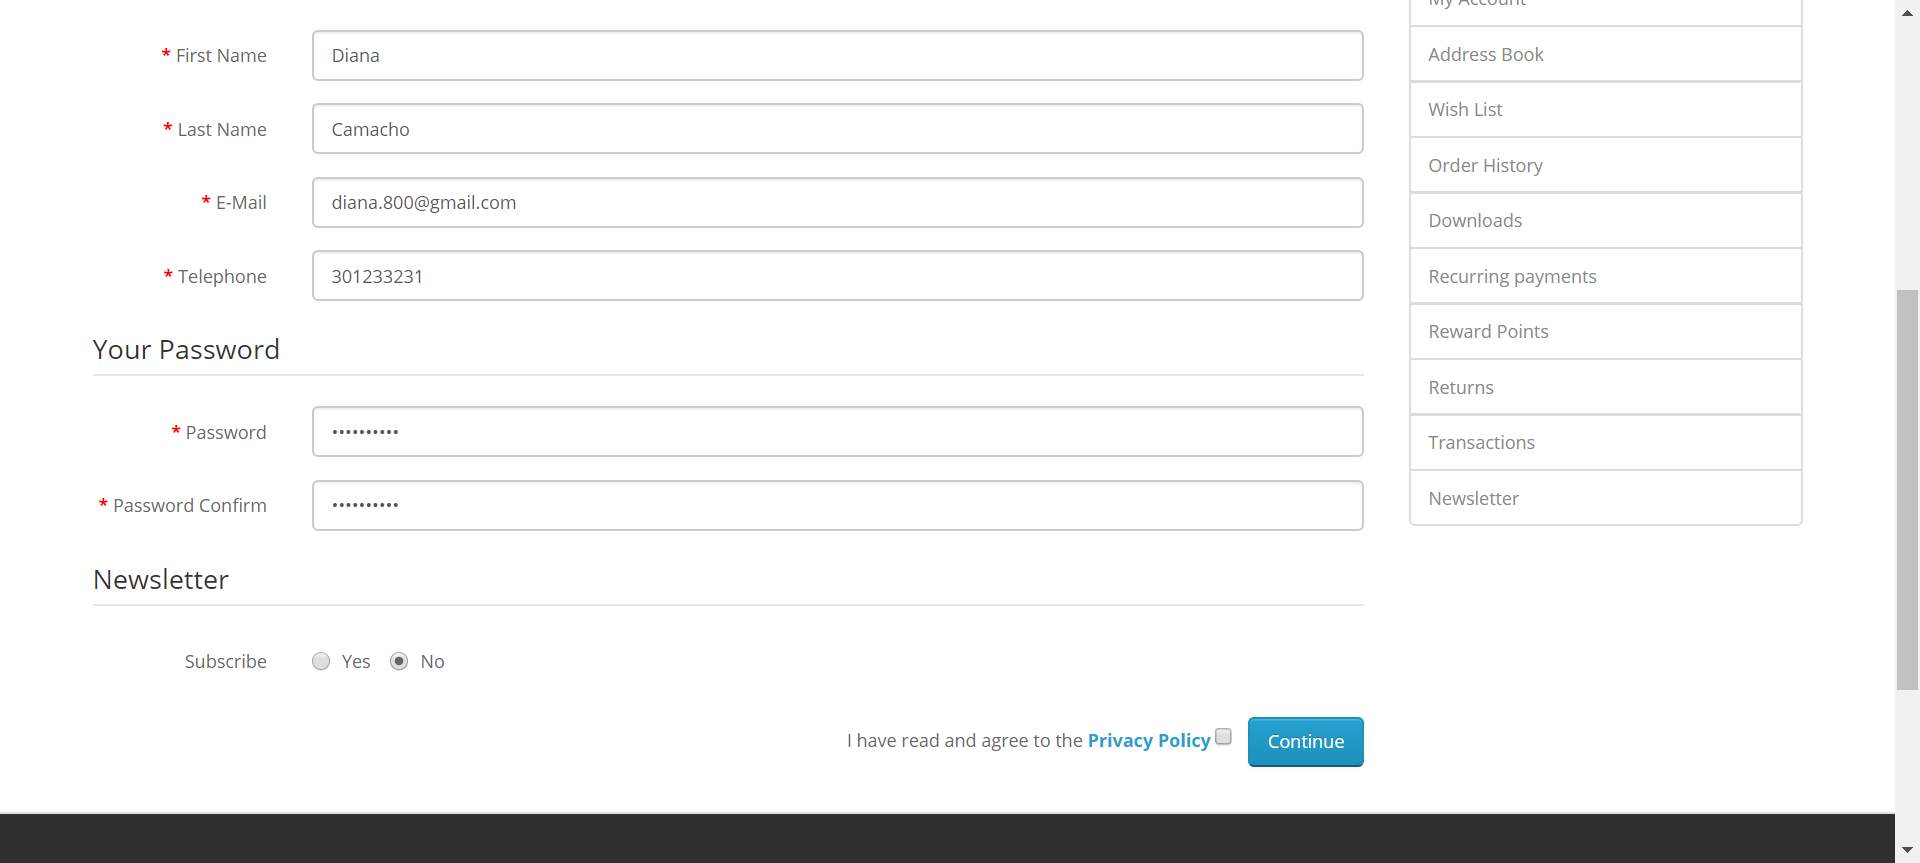 * First Name
Diana
* Last Name
Camacho
* E-Mail
diana.800@gmail.com
* Telephone
301233231
Your Password
* Password
••••••••••
* Password Confirm
••••••••••
Newsletter
Subscribe
Yes
No
I have read and agree to the Privacy Policy
Continue
My Account
Address Book
Wish List
Order History
Downloads
Recurring payments
Reward Points
Returns
Transactions
Newsletter